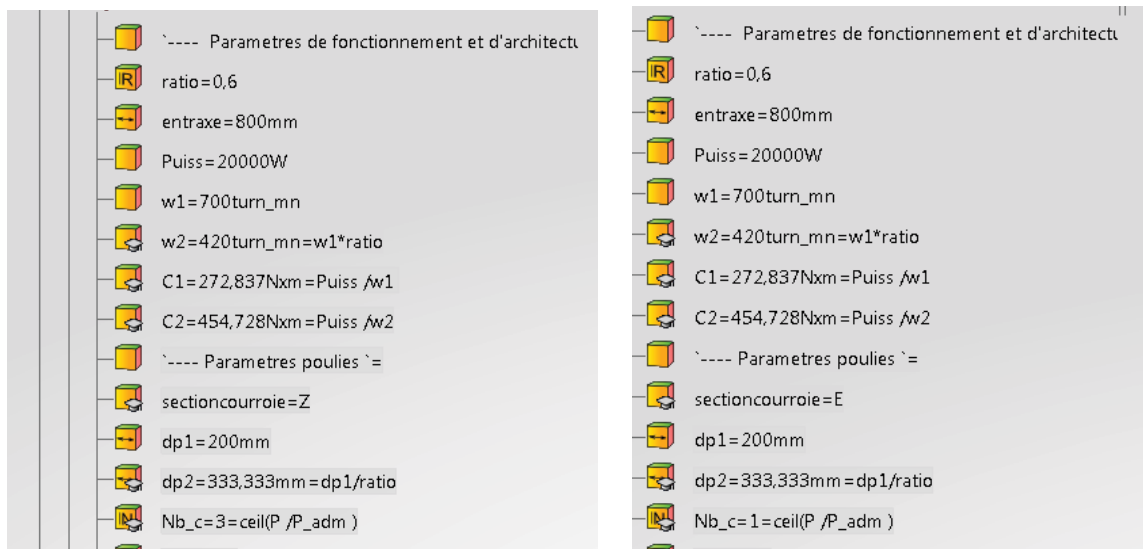 `---- Parametres de fonctionnement et d'architectu
ratio=0,6
entraxe=800mm
Puiss=20000W
w1=700turn_mn
w2=420turn_mn=w1*ratio
C1=272,837Nxm=Puiss /w1
C2=454,728Nxm=Puiss /w2
`---- Parametres poulies `=
sectioncourroie=Z
dp1=200mm
dp2=333,333mm=dp1/ratio
Nb_c=3=ceil(P /P_adm )
`---- Parametres de fonctionnement et d'architectu
ratio=0,6
entraxe=800mm
Puiss=20000W
w1=700turn_mn
w2=420turn_mn=w1*ratio
C1=272,837Nxm=Puiss /w1
C2=454,728Nxm=Puiss /w2
`---- Parametres poulies `=
sectioncourroie=E
dp1=200mm
dp2=333,333mm=dp1/ratio
Nb_c=1=ceil(P /P_adm )